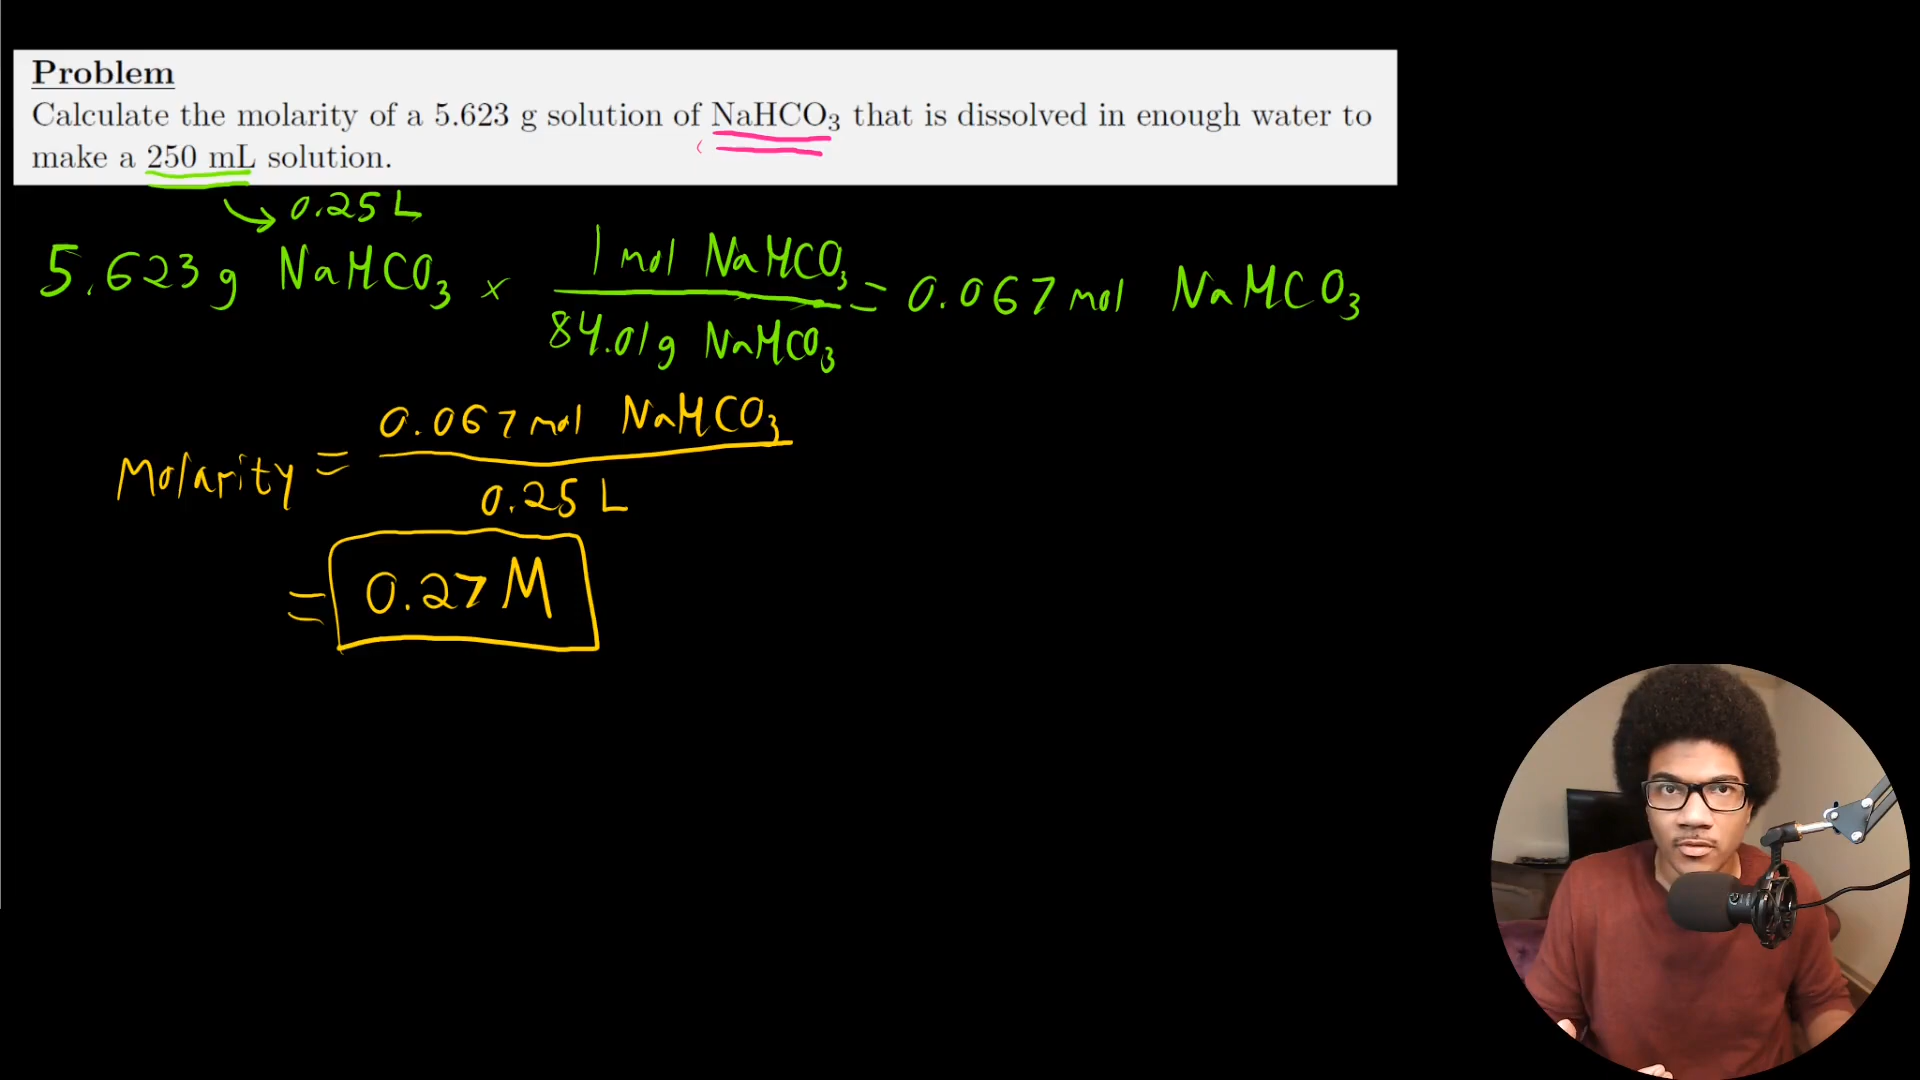 Problem
Calculate the molarity of a 5.623 g solution of NaHCO₃ that is dissolved in enough water to
make a 250 mL solution.
0.25 L
5.623 g NaHCO₃ × 1 mol NaHCO₃ / 84.01 g NaHCO₃ = 0.067 mol NaHCO₃
Molarity = 0.067 mol NaHCO₃ / 0.25 L
= 0.27 M